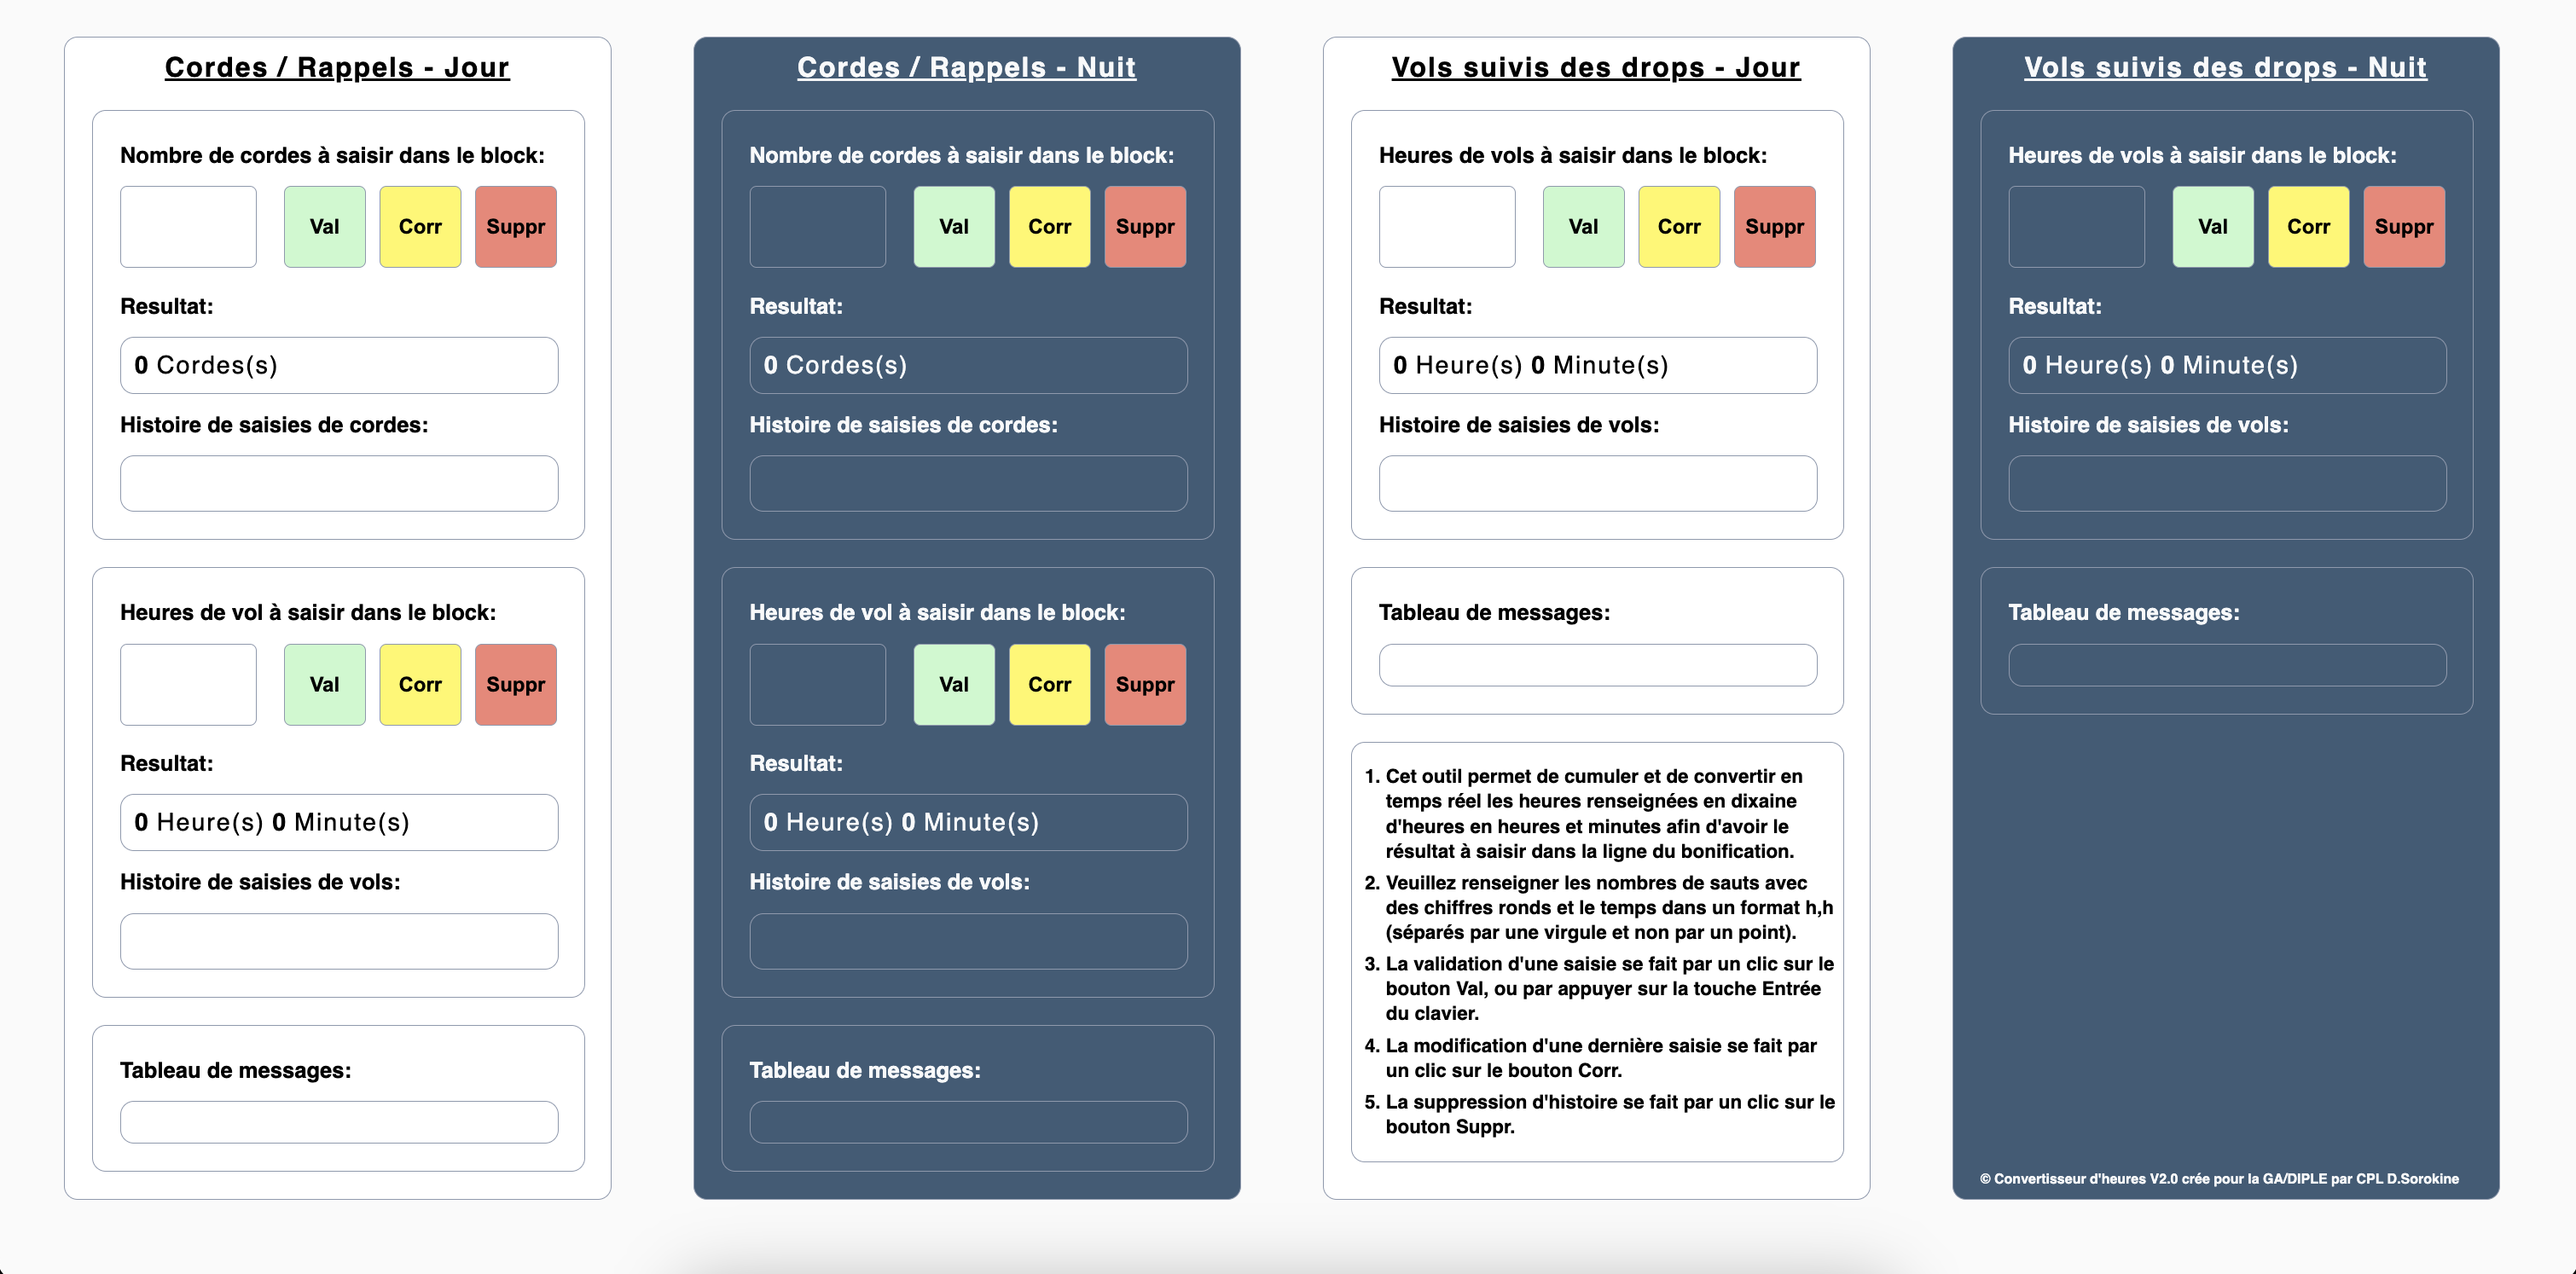 Cordes / Rappels - Jour
Nombre de cordes à saisir dans le block:
Val Corr Suppr
Resultat:
0 Cordes(s)
Histoire de saisies de cordes:
Heures de vol à saisir dans le block:
Val Corr Suppr
Resultat:
0 Heure(s) 0 Minute(s)
Histoire de saisies de vols:
Tableau de messages:
Cordes / Rappels - Nuit
Nombre de cordes à saisir dans le block:
Val Corr Suppr
Resultat:
0 Cordes(s)
Histoire de saisies de cordes:
Heures de vol à saisir dans le block:
Val Corr Suppr
Resultat:
0 Heure(s) 0 Minute(s)
Histoire de saisies de vols:
Tableau de messages:
Vols suivis des drops - Jour
Heures de vols à saisir dans le block:
Val Corr Suppr
Resultat:
0 Heure(s) 0 Minute(s)
Histoire de saisies de vols:
Tableau de messages:
1. Cet outil permet de cumuler et de convertir en
temps réel les heures renseignées en dixaine
d'heures en heures et minutes afin d'avoir le
résultat à saisir dans la ligne du bonification.
2. Veuillez renseigner les nombres de sauts avec
des chiffres ronds et le temps dans un format h,h
(séparés par une virgule et non par un point).
3. La validation d'une saisie se fait par un clic sur le
bouton Val, ou par appuyer sur la touche Entrée
du clavier.
4. La modification d'une dernière saisie se fait par
un clic sur le bouton Corr.
5. La suppression d'histoire se fait par un clic sur le
bouton Suppr.
Vols suivis des drops - Nuit
Heures de vols à saisir dans le block:
Val Corr Suppr
Resultat:
0 Heure(s) 0 Minute(s)
Histoire de saisies de vols:
Tableau de messages:
© Convertisseur d'heures V2.0 crée pour la GA/DIPLE par CPL D.Sorokine